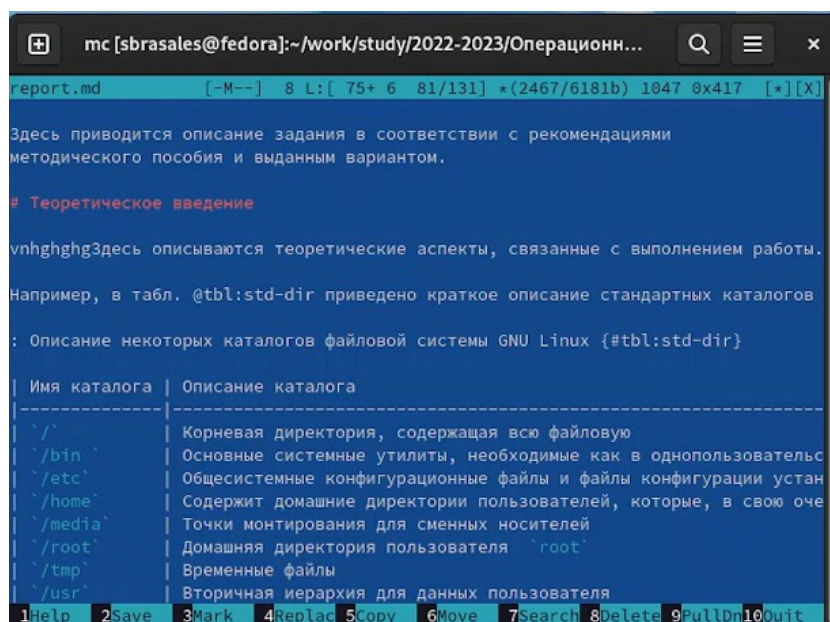 mc [sbrasales@fedora]:~/work/study/2022-2023/Операционн...
report.md [-M--] 8 L:[ 75+ 6 81/131] *(2467/6181b) 1047 0x417 [*][X]
Здесь приводится описание задания в соответствии с рекомендациями
методического пособия и выданным вариантом.
# Теоретическое введение
vnhghghgЗдесь описываются теоретические аспекты, связанные с выполнением работы.
Например, в табл. @tbl:std-dir приведено краткое описание стандартных каталогов
: Описание некоторых каталогов файловой системы GNU Linux {#tbl:std-dir}
| Имя каталога | Описание каталога
|--------------|---------------------------------------------------------------
| `/` | Корневая директория, содержащая всю файловую
| `/bin ` | Основные системные утилиты, необходимые как в однопользовательс
| `/etc` | Общесистемные конфигурационные файлы и файлы конфигурации устан
| `/home` | Содержит домашние директории пользователей, которые, в свою оче
| `/media` | Точки монтирования для сменных носителей
| `/root` | Домашняя директория пользователя `root`
| `/tmp` | Временные файлы
| `/usr` | Вторичная иерархия для данных пользователя
1Help 2Save 3Mark 4Replac 5Copy 6Move 7Search 8Delete 9PullDn 10Quit